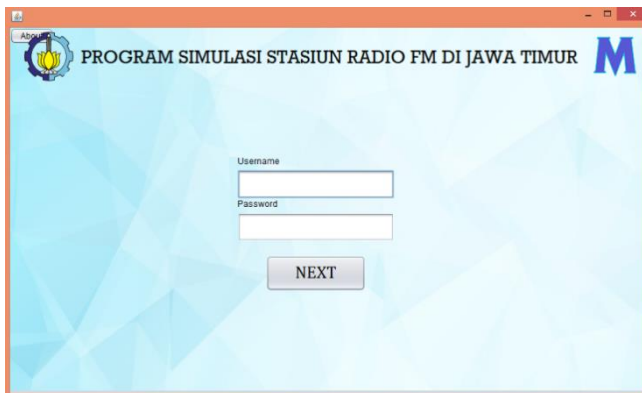 About
PROGRAM SIMULASI STASIUN RADIO FM DI JAWA TIMUR
M
Username
Password
NEXT